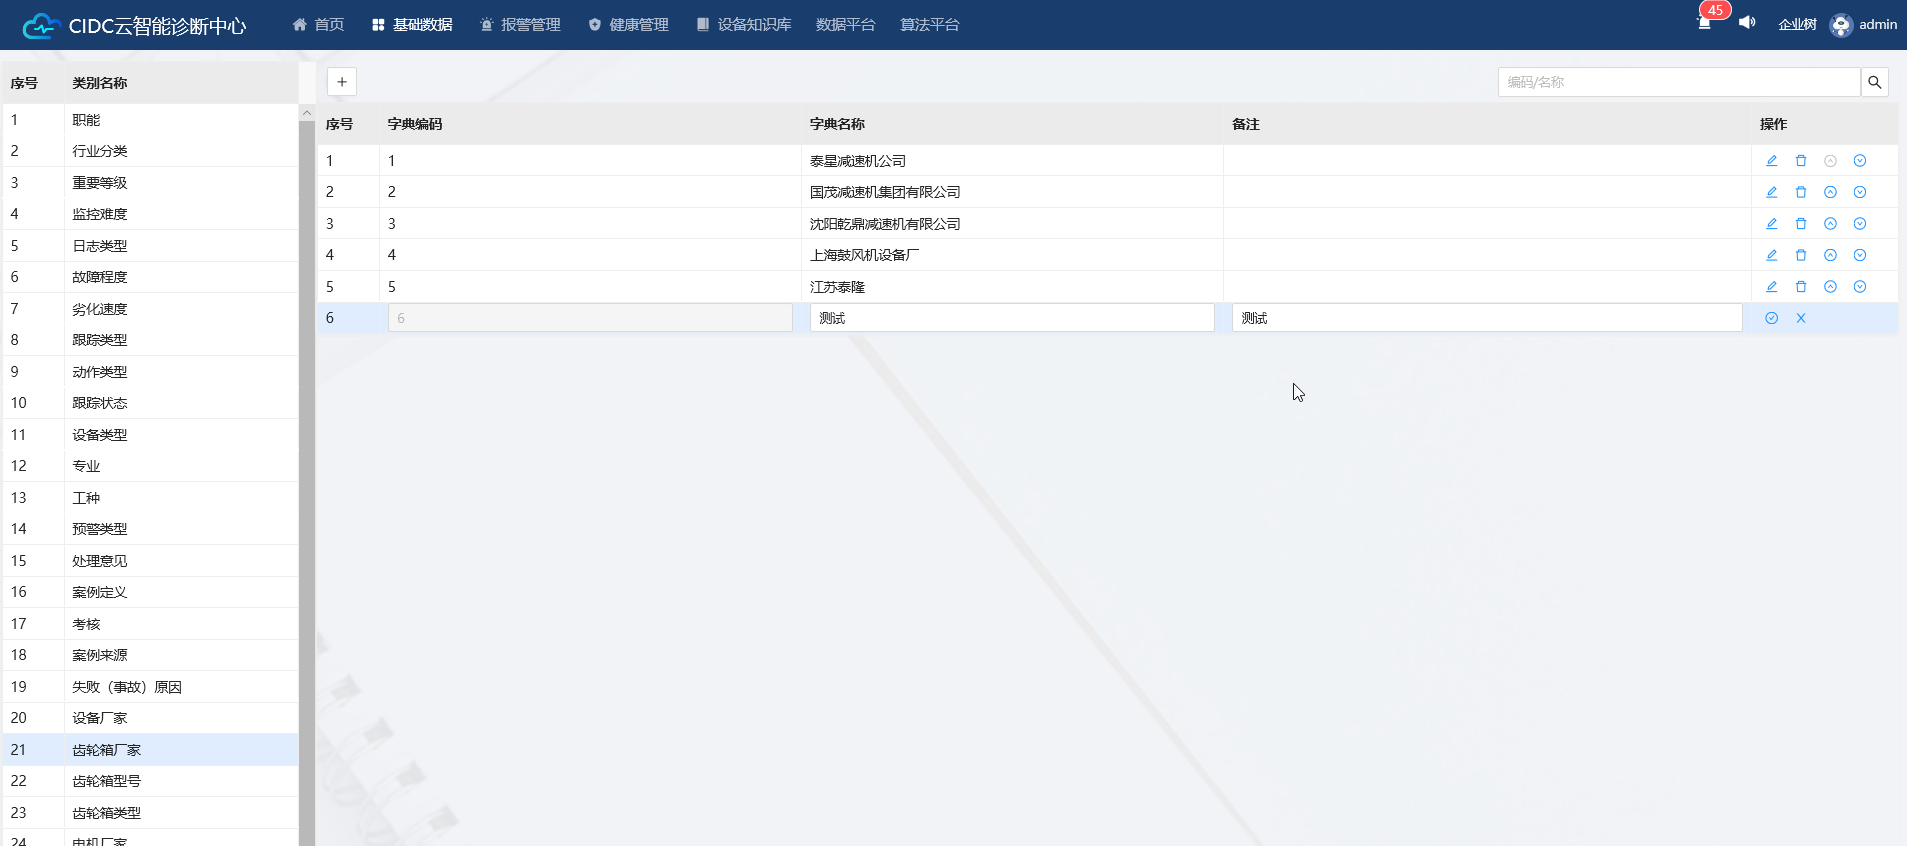 CIDC云智能诊断中心 首页 基础数据 报警管理 健康管理 设备知识库 数据平台 算法平台 45 企业树 admin
序号 类别名称
1 职能
2 行业分类
3 重要等级
4 监控难度
5 日志类型
6 故障程度
7 劣化速度
8 跟踪类型
9 动作类型
10 跟踪状态
11 设备类型
12 专业
13 工种
14 预警类型
15 处理意见
16 案例定义
17 考核
18 案例来源
19 失败（事故）原因
20 设备厂家
21 齿轮箱厂家
22 齿轮箱型号
23 齿轮箱类型
24 电机厂家
编码/名称
序号 字典编码 字典名称 备注 操作
1 1 泰星减速机公司
2 2 国茂减速机集团有限公司
3 3 沈阳乾鼎减速机有限公司
4 4 上海鼓风机设备厂
5 5 江苏泰隆
6 6 测试 测试